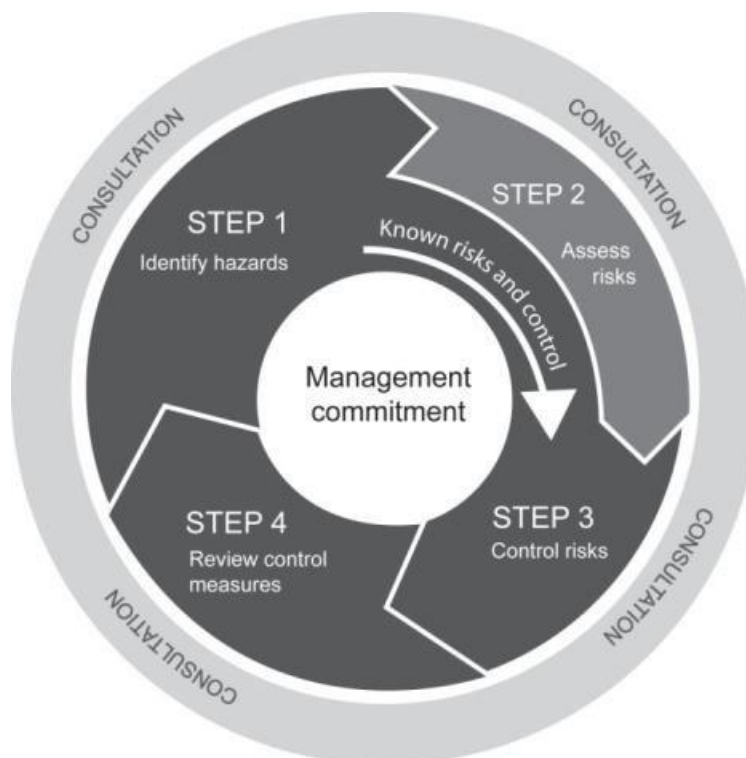 CONSULTATION
CONSULTATION
STEP 1
Identify hazards
STEP 2
Assess
risks
Known risks and control
Management
commitment
STEP 4
Review control
measures
STEP 3
Control risks
CONSULTATION
CONSULTATION